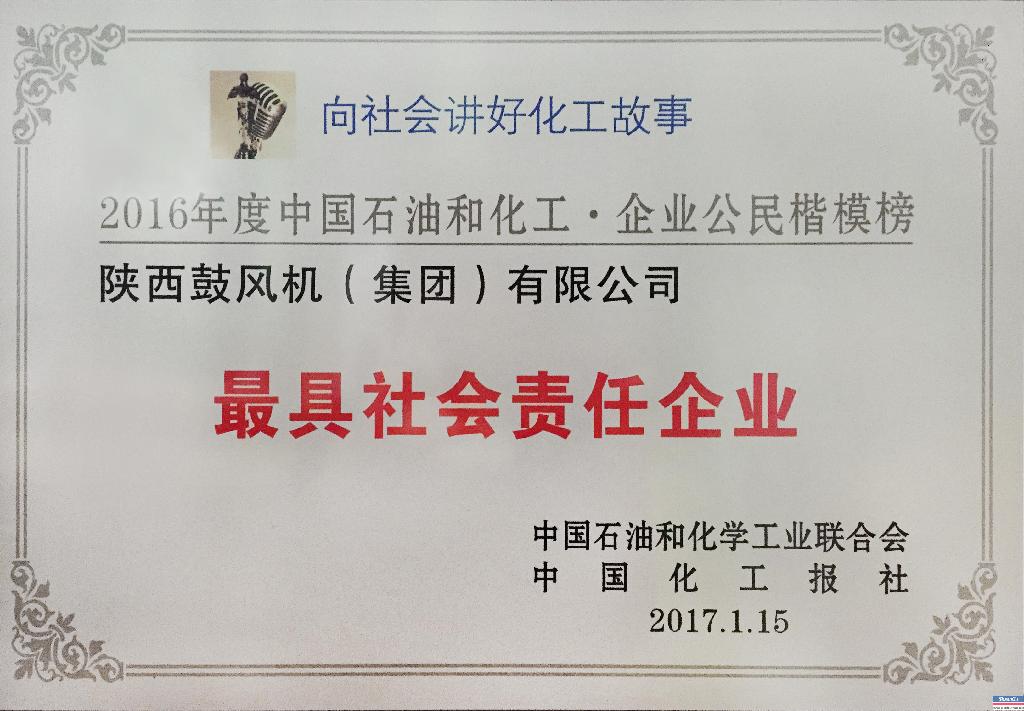 向社会讲好化工故事
2016年度中国石油和化工·企业公民楷模榜
陕西鼓风机（集团）有限公司
最具社会责任企业
中国石油和化学工业联合会
中国化工报社
2017.1.15